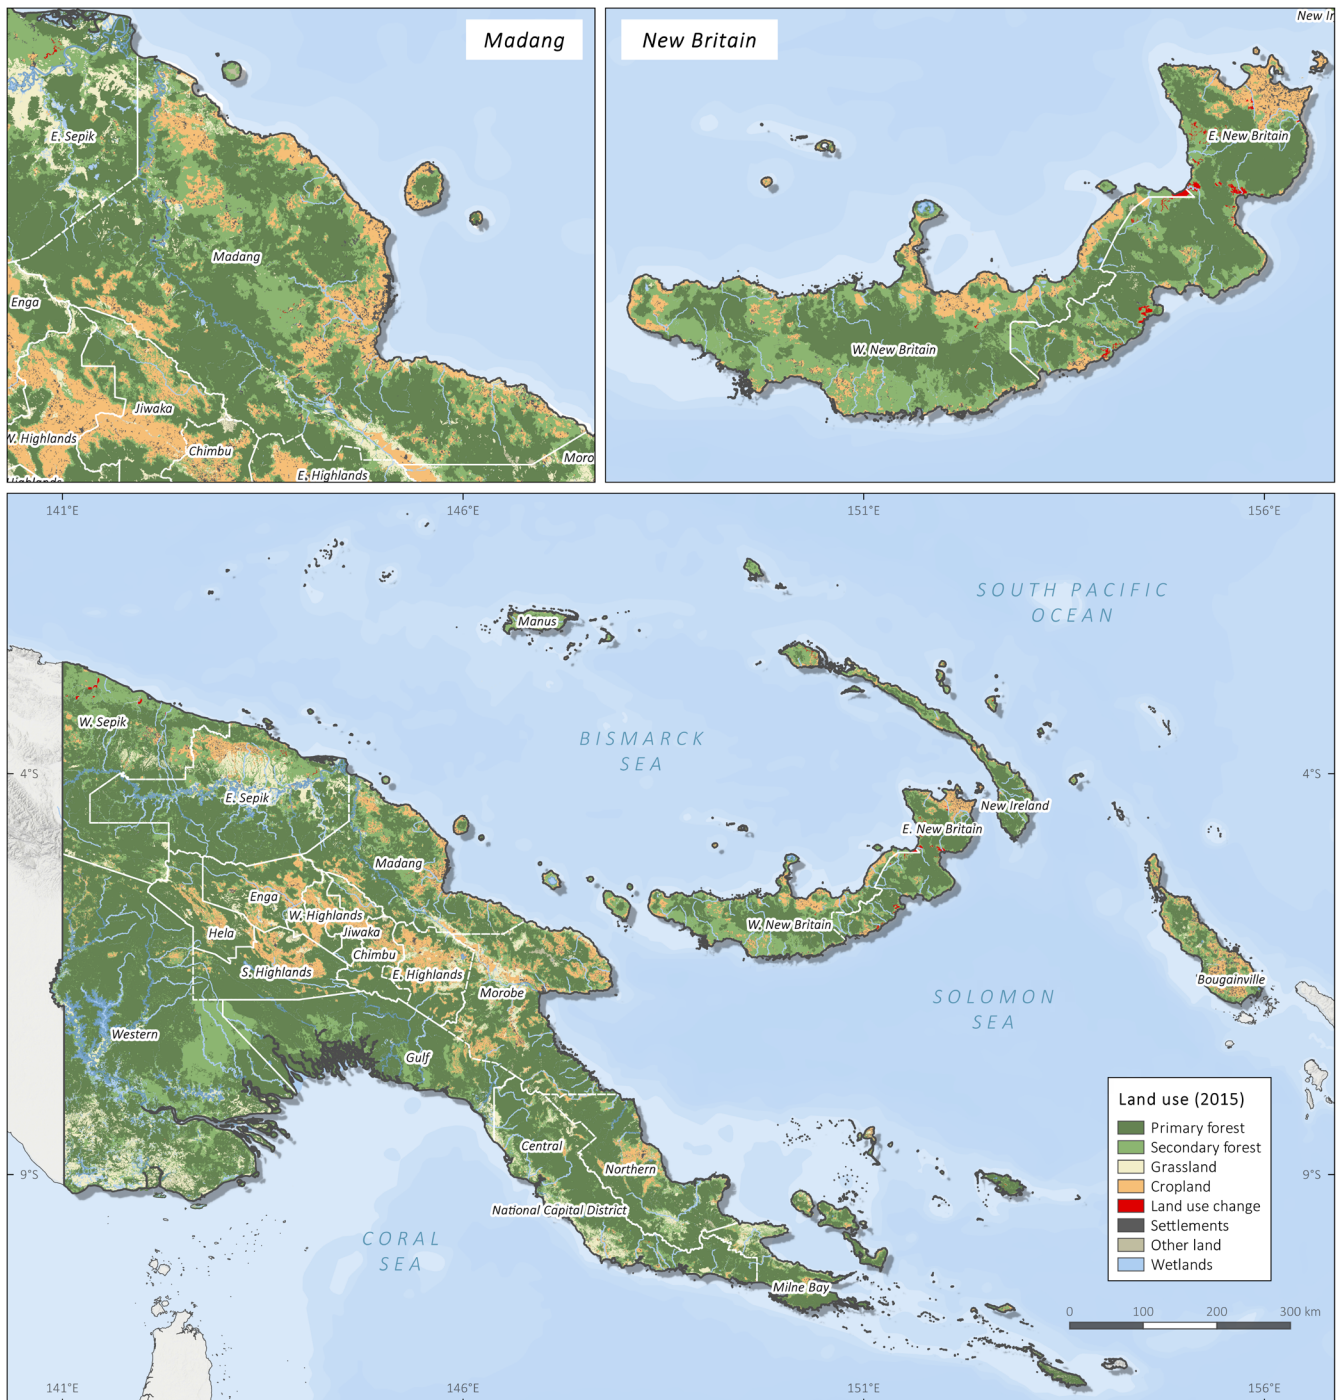 Madang
New Britain
New Ir
E. Sepik
E. New Britain
Madang
Enga
W. New Britain
Jiwaka
W. Highlands
Chimbu
Moro
E. Highlands
Highlands
141°E
146°E
151°E
156°E
SOUTH PACIFIC
OCEAN
Manus
W. Sepik
BISMARCK
SEA
4°S
4°S
E. Sepik
New Ireland
E. New Britain
Madang
Enga
W. Highlands
W. New Britain
Hela
Jiwaka
Chimbu
S. Highlands
E. Highlands
Bougainville
Morobe
SOLOMON
SEA
Western
Gulf
Land use (2015)
Primary forest
Secondary forest
Grassland
Cropland
Land use change
Settlements
Other land
Wetlands
Central
Northern
9°S
9°S
National Capital District
CORAL
SEA
Milne Bay
0 100 200 300 km
141°E
146°E
151°E
156°E